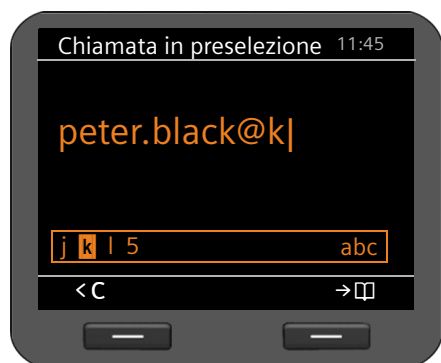 Chiamata in preselezione 11:45
peter.black@k|
j k l 5 abc
<C →